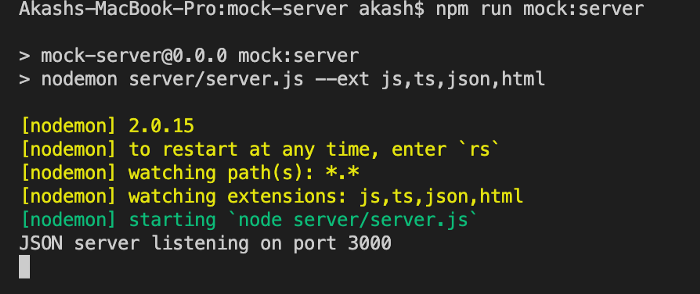 Akashs-MacBook-Pro:mock-server akash$ npm run mock:server
> mock-server@0.0.0 mock:server
> nodemon server/server.js --ext js,ts,json,html
[nodemon] 2.0.15
[nodemon] to restart at any time, enter `rs`
[nodemon] watching path(s): *.*
[nodemon] watching extensions: js,ts,json,html
[nodemon] starting `node server/server.js`
JSON server listening on port 3000